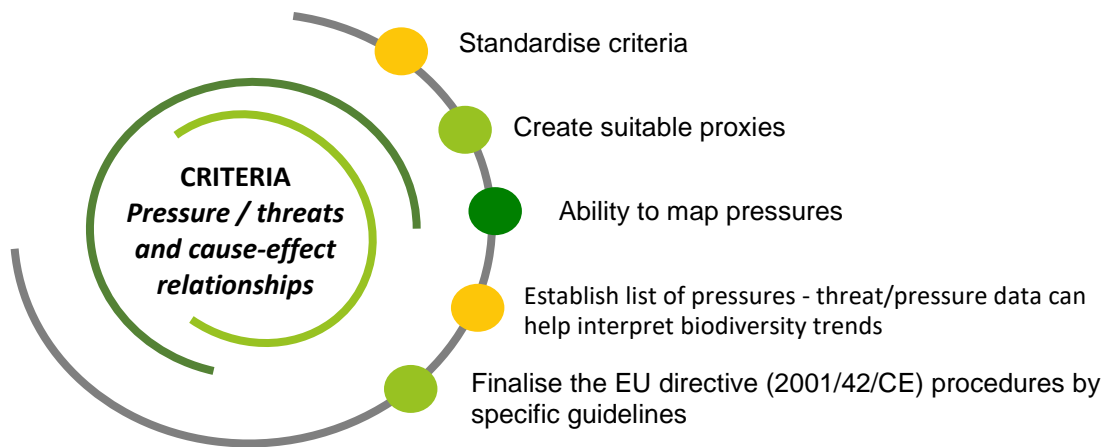 Standardise criteria
Create suitable proxies
CRITERIA
Pressure / threats
and cause-effect
relationships
Ability to map pressures
Establish list of pressures - threat/pressure data can
help interpret biodiversity trends
Finalise the EU directive (2001/42/CE) procedures by
specific guidelines